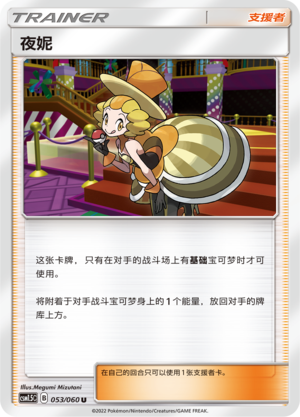 TRAINER 支援者
夜妮
这张卡牌，只有在对手的战斗场上有基础宝可梦时才可
使用。
将附着于对手战斗宝可梦身上的1个能量，放回对手的牌
库上方。
在自己的回合只可以使用1张支援者卡。
Illus.Megumi Mizutani
CSM1.5C B 053/060 U
©2022 Pokémon/Nintendo/Creatures/GAME FREAK.